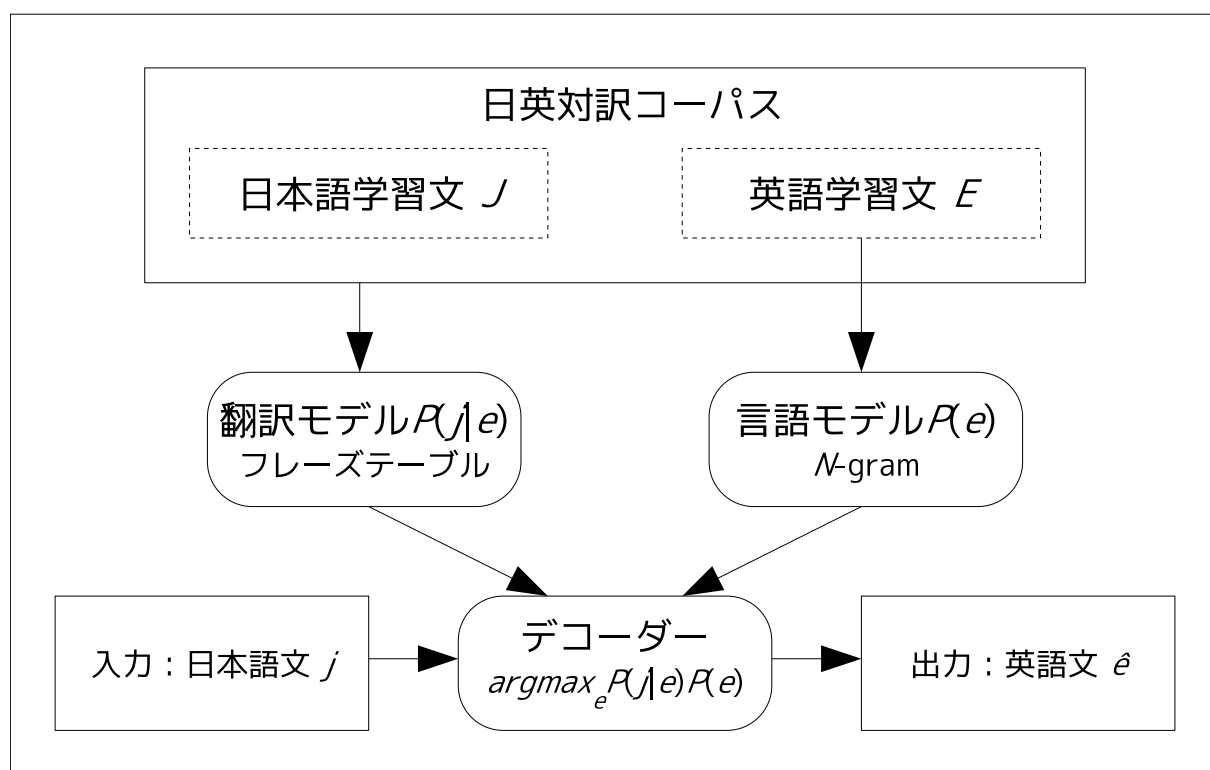 日英対訳コーパス
日本語学習文 J
英語学習文 E
翻訳モデルP(j|e)
フレーズテーブル
言語モデルP(e)
N-gram
入力：日本語文 j
デコーダー
argmax_e P(j|e)P(e)
出力：英語文 ê